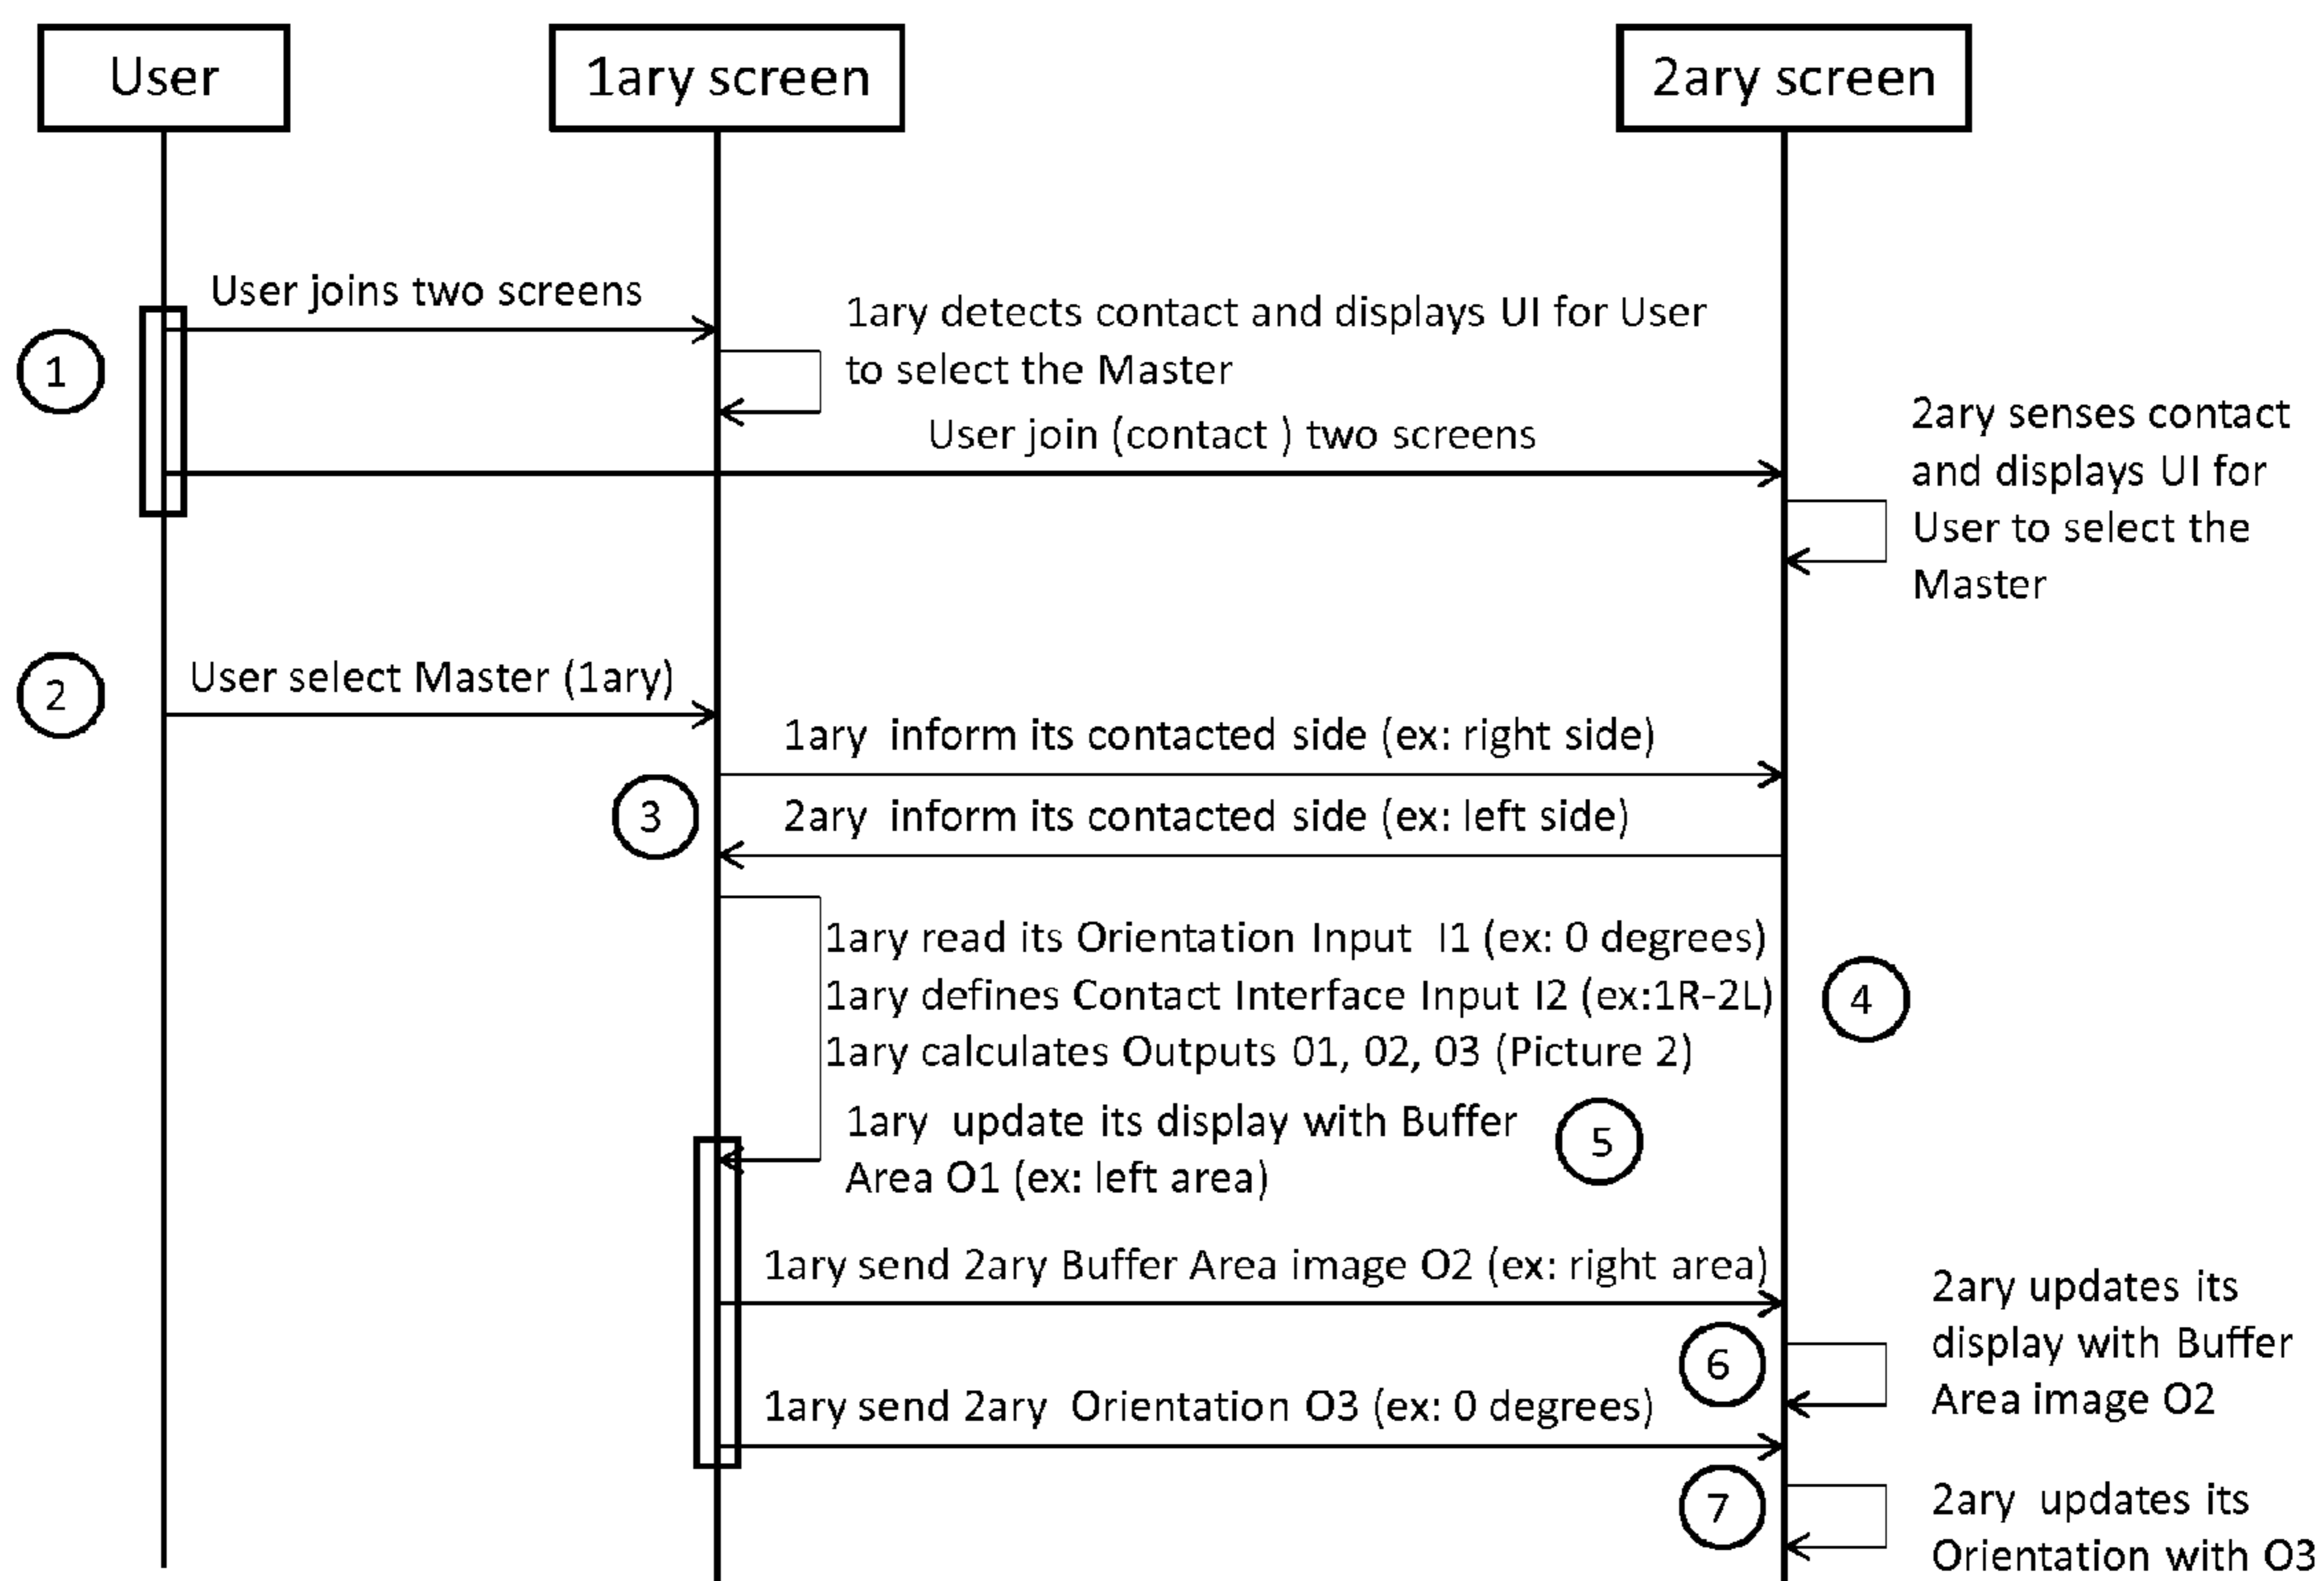 User
1ary screen
2ary screen
User joins two screens
1ary detects contact and displays UI for User
to select the Master
1
User join (contact ) two screens
2ary senses contact
and displays UI for
User to select the
Master
2
User select Master (1ary)
1ary inform its contacted side (ex: right side)
3
2ary inform its contacted side (ex: left side)
1ary read its Orientation Input I1 (ex: 0 degrees)
1ary defines Contact Interface Input I2 (ex:1R-2L)
1ary calculates Outputs 01, 02, 03 (Picture 2)
4
1ary update its display with Buffer
Area O1 (ex: left area)
5
1ary send 2ary Buffer Area image O2 (ex: right area)
2ary updates its
display with Buffer
Area image O2
6
1ary send 2ary Orientation O3 (ex: 0 degrees)
7
2ary updates its
Orientation with O3